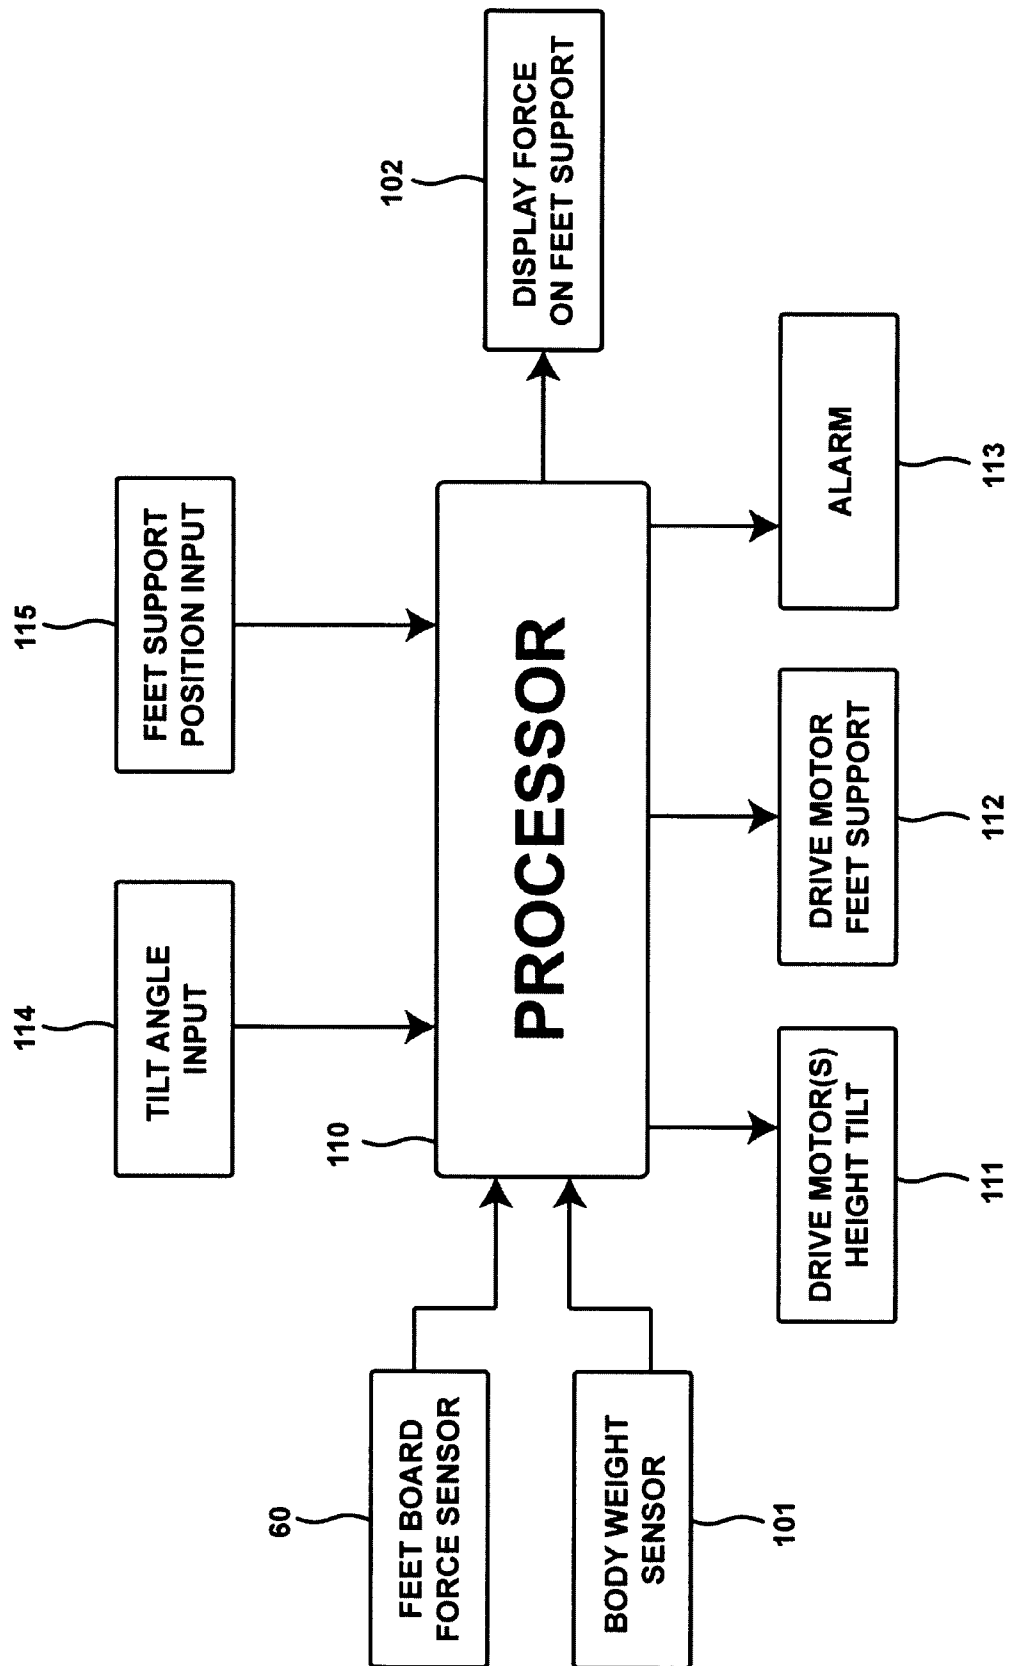 114
TILT ANGLE
INPUT
115
FEET SUPPORT
POSITION INPUT
60
FEET BOARD
FORCE SENSOR
110
PROCESSOR
102
DISPLAY FORCE
ON FEET SUPPORT
BODY WEIGHT
SENSOR
101
DRIVE MOTOR(S)
HEIGHT TILT
111
DRIVE MOTOR
FEET SUPPORT
112
ALARM
113